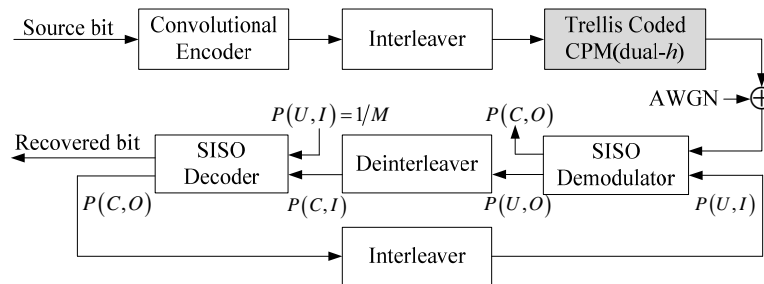 Source bit
Convolutional
Encoder
Interleaver
Trellis Coded
CPM(dual-h)
AWGN
P(U,I)=1/M
P(C,O)
Recovered bit
SISO
Decoder
Deinterleaver
SISO
Demodulator
P(C,O)
P(C,I)
P(U,O)
P(U,I)
Interleaver